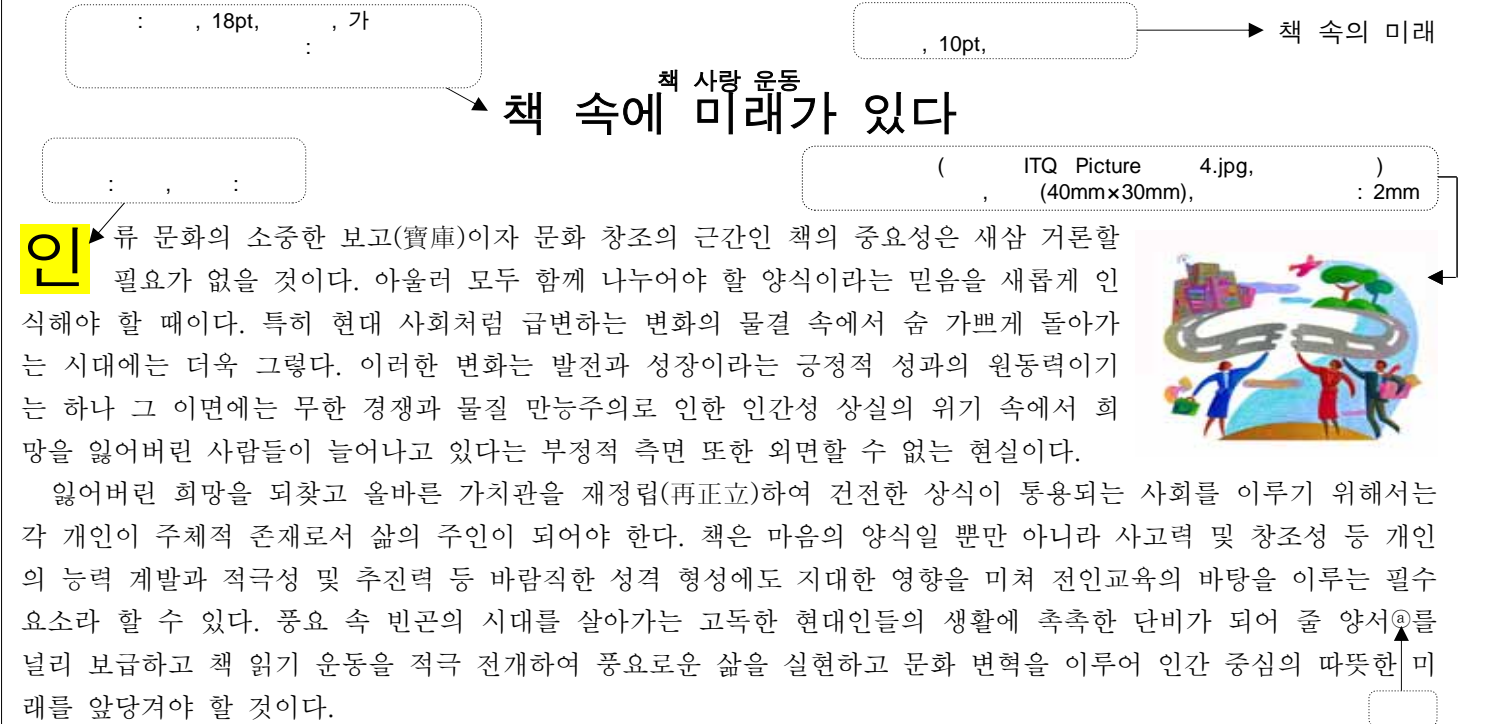 : , 18pt, , 가
:
, 10pt,
책 속의 미래
책 사랑 운동
책 속에 미래가 있다
: , :
( ITQ Picture 4.jpg, )
, (40mm×30mm), : 2mm
인류 문화의 소중한 보고(寶庫)이자 문화 창조의 근간인 책의 중요성은 새삼 거론할
필요가 없을 것이다. 아울러 모두 함께 나누어야 할 양식이라는 믿음을 새롭게 인
식해야 할 때이다. 특히 현대 사회처럼 급변하는 변화의 물결 속에서 숨 가쁘게 돌아가
는 시대에는 더욱 그렇다. 이러한 변화는 발전과 성장이라는 긍정적 성과의 원동력이기
는 하나 그 이면에는 무한 경쟁과 물질 만능주의로 인한 인간성 상실의 위기 속에서 희
망을 잃어버린 사람들이 늘어나고 있다는 부정적 측면 또한 외면할 수 없는 현실이다.
잃어버린 희망을 되찾고 올바른 가치관을 재정립(再正立)하여 건전한 상식이 통용되는 사회를 이루기 위해서는
각 개인이 주체적 존재로서 삶의 주인이 되어야 한다. 책은 마음의 양식일 뿐만 아니라 사고력 및 창조성 등 개인
의 능력 계발과 적극성 및 추진력 등 바람직한 성격 형성에도 지대한 영향을 미쳐 전인교육의 바탕을 이루는 필수
요소라 할 수 있다. 풍요 속 빈곤의 시대를 살아가는 고독한 현대인들의 생활에 촉촉한 단비가 되어 줄 양서ⓐ를
널리 보급하고 책 읽기 운동을 적극 전개하여 풍요로운 삶을 실현하고 문화 변혁을 이루어 인간 중심의 따뜻한 미
래를 앞당겨야 할 것이다.